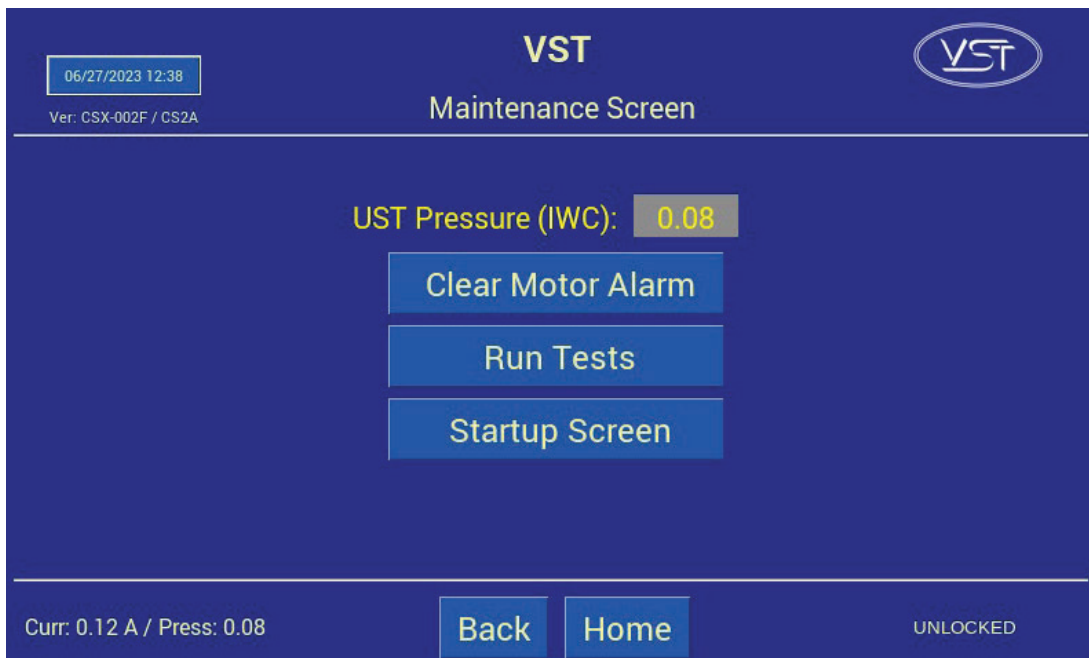 VST
VST
06/27/2023 12:38
Maintenance Screen
Ver: CSX-002F / CS2A
UST Pressure (IWC): 0.08
Clear Motor Alarm
Run Tests
Startup Screen
Curr: 0.12 A / Press: 0.08
Back
Home
UNLOCKED